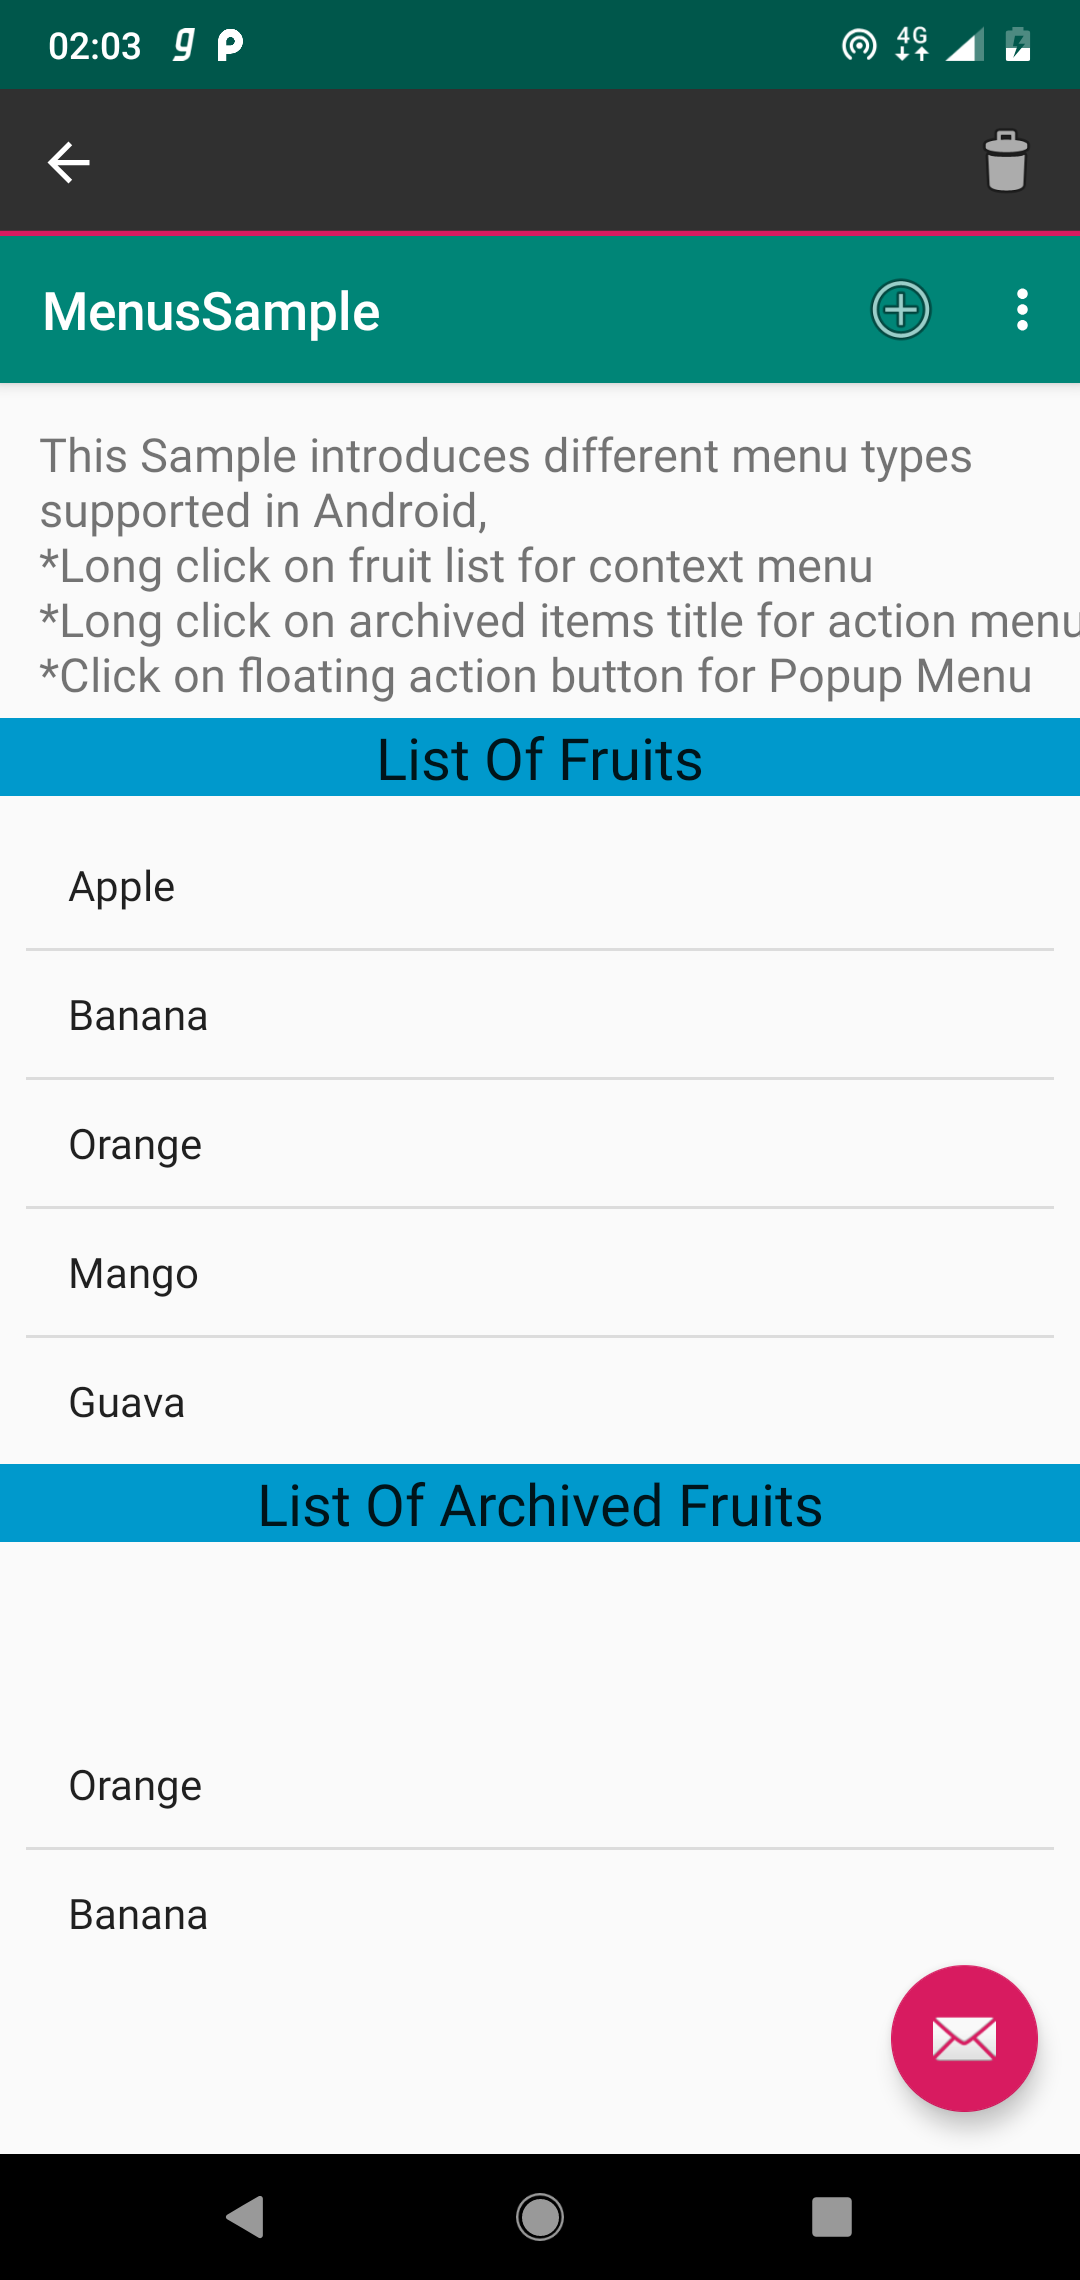 02:03 g P 4G
MenusSample
This Sample introduces different menu types
supported in Android,
*Long click on fruit list for context menu
*Long click on archived items title for action menu
*Click on floating action button for Popup Menu
List Of Fruits
Apple
Banana
Orange
Mango
Guava
List Of Archived Fruits
Orange
Banana